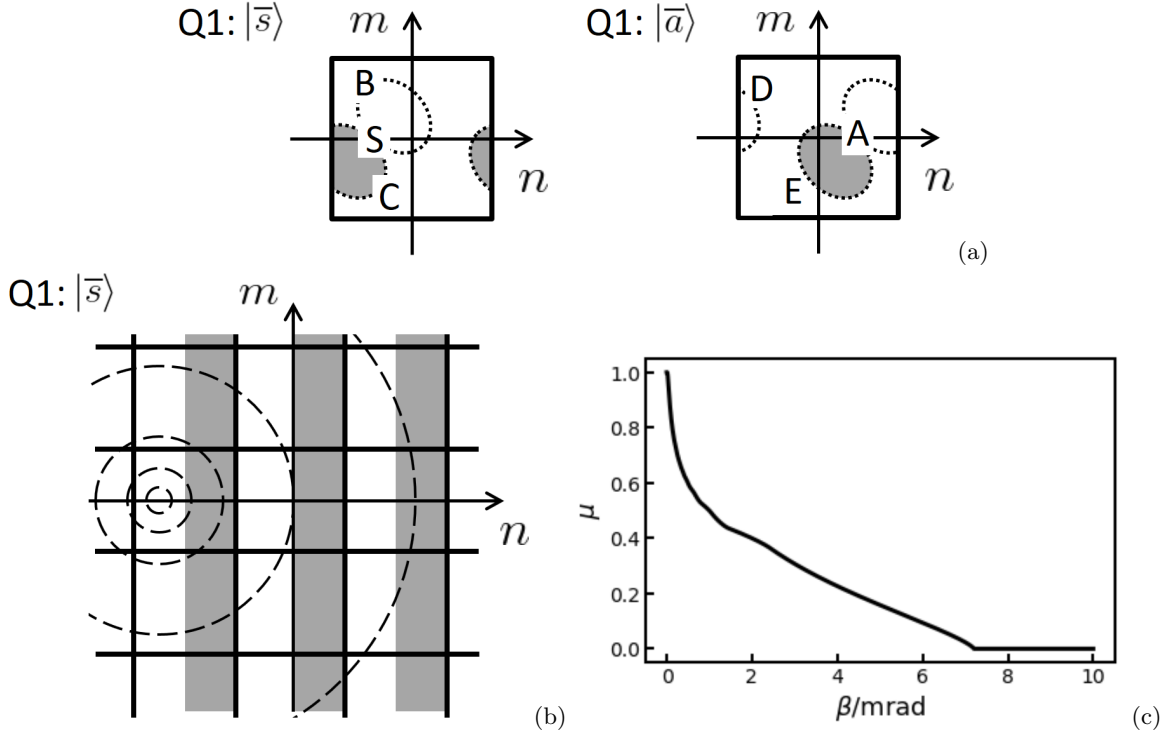 Q1: |s̅⟩
m
B
S
C
n
Q1: |a̅⟩
m
D
A
E
n
(a)
Q1: |s̅⟩
m
n
(b)
1.0
0.8
0.6
0.4
0.2
0.0
μ
0 2 4 6 8 10
β/mrad
(c)